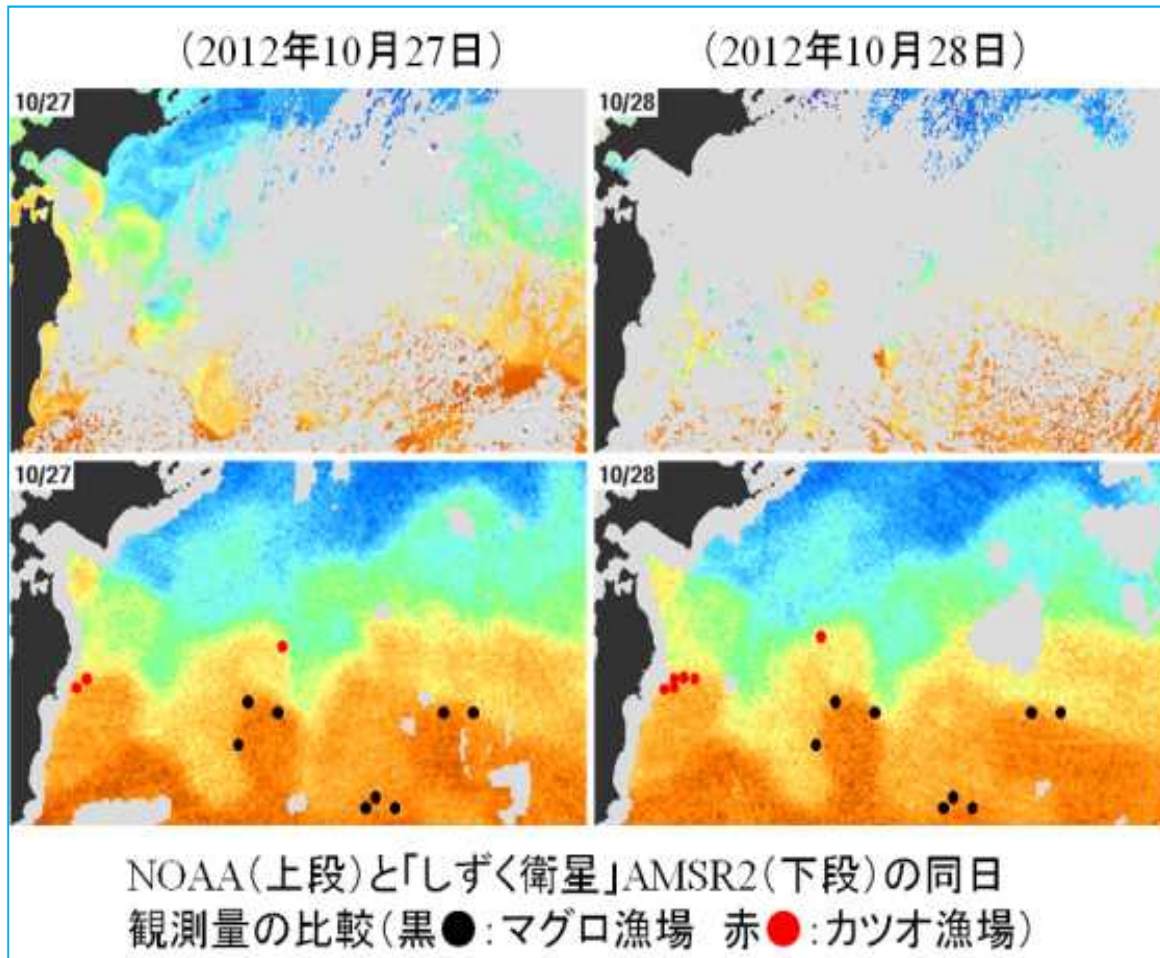 （2012年10月27日）
（2012年10月28日）
10/27
10/28
10/27
10/28
NOAA（上段）と「しずく衛星」AMSR2（下段）の同日
観測量の比較（黒●：マグロ漁場　赤●：カツオ漁場）